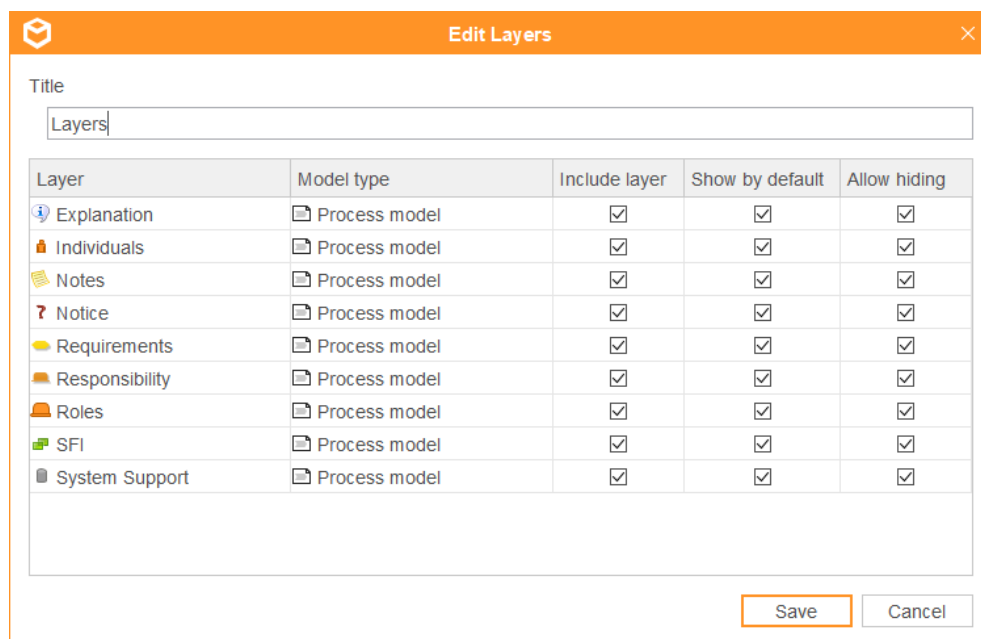 Edit Layers
Title
Layers
Layer Model type Include layer Show by default Allow hiding
Explanation Process model
Individuals Process model
Notes Process model
Notice Process model
Requirements Process model
Responsibility Process model
Roles Process model
SFI Process model
System Support Process model
Save Cancel